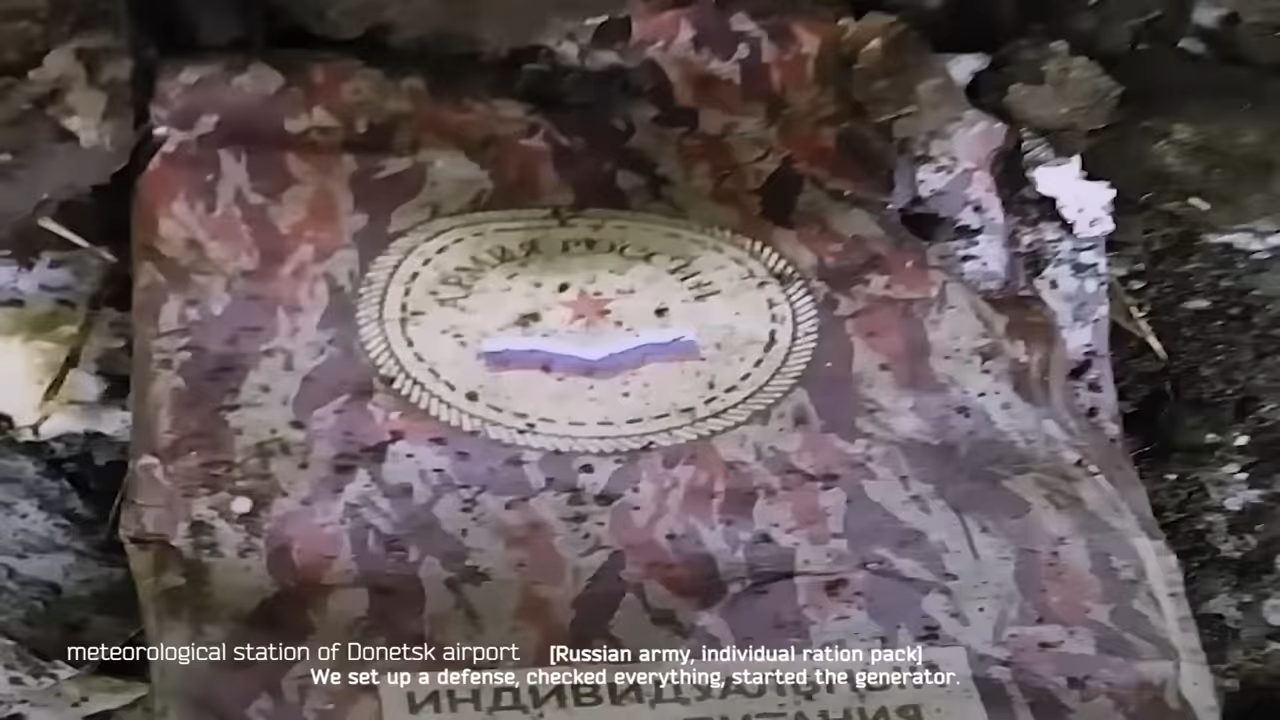 АРМИЯ РОССИИ
meteorological station of Donetsk airport
[Russian army, individual ration pack]
We set up a defense, checked everything, started the generator.
ИНДИВИДУАЛЬНЫЙ
ПИТАНИЯ